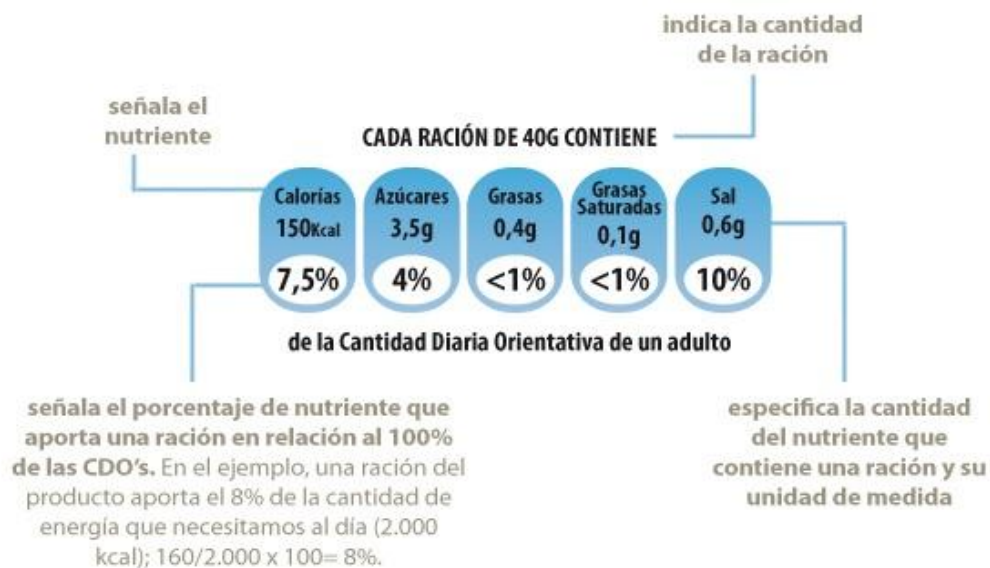 indica la cantidad
de la ración
señala el
nutriente
CADA RACIÓN DE 40G CONTIENE
Calorías
150Kcal
7,5%
Azúcares
3,5g
4%
Grasas
0,4g
<1%
Grasas
Saturadas
0,1g
<1%
Sal
0,6g
10%
de la Cantidad Diaria Orientativa de un adulto
señala el porcentaje de nutriente que
aporta una ración en relación al 100%
de las CDO's. En el ejemplo, una ración del
producto aporta el 8% de la cantidad de
energía que necesitamos al día (2.000
kcal); 160/2.000 x 100= 8%.
especifica la cantidad
del nutriente que
contiene una ración y su
unidad de medida